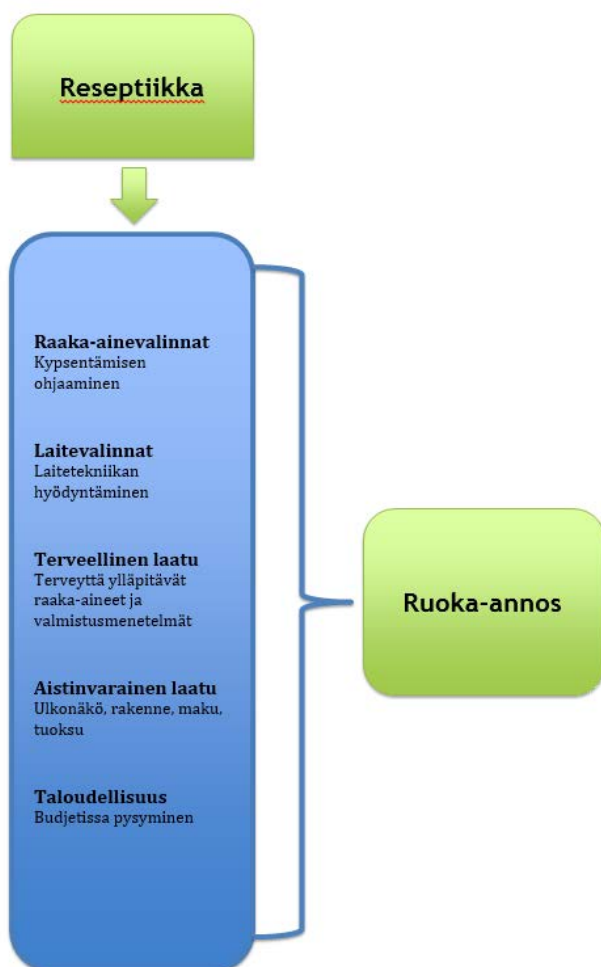 Reseptiikka
Raaka-ainevalinnat
Kypsentämisen
ohjaaminen
Laitevalinnat
Laitetekniikan
hyödyntäminen
Terveellinen laatu
Terveyttä ylläpitävät
raaka-aineet ja
valmistusmenetelmät
Aistinvarainen laatu
Ulkonäkö, rakenne, maku,
tuoksu
Taloudellisuus
Budjetissa pysyminen
Ruoka-annos